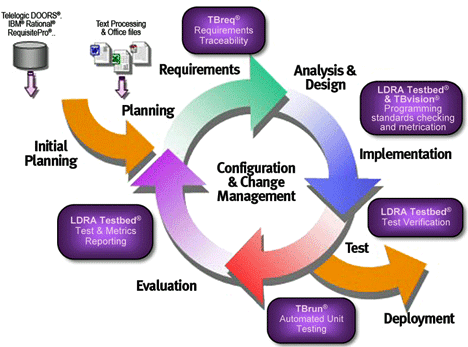 Telelogic DOORS®.
IBM® Rational®
RequisitePro®..
Text Processing
& Office files
TBreq®
Requirements
Traceability
Requirements
Analysis &
Design
Planning
LDRA Testbed®
& TBvision®
Programming
standards checking
and metrication
Initial
Planning
Configuration
& Change
Management
Implementation
LDRA Testbed®
Test & Metrics
Reporting
LDRA Testbed®
Test Verification
Test
Evaluation
TBrun®
Automated Unit
Testing
Deployment